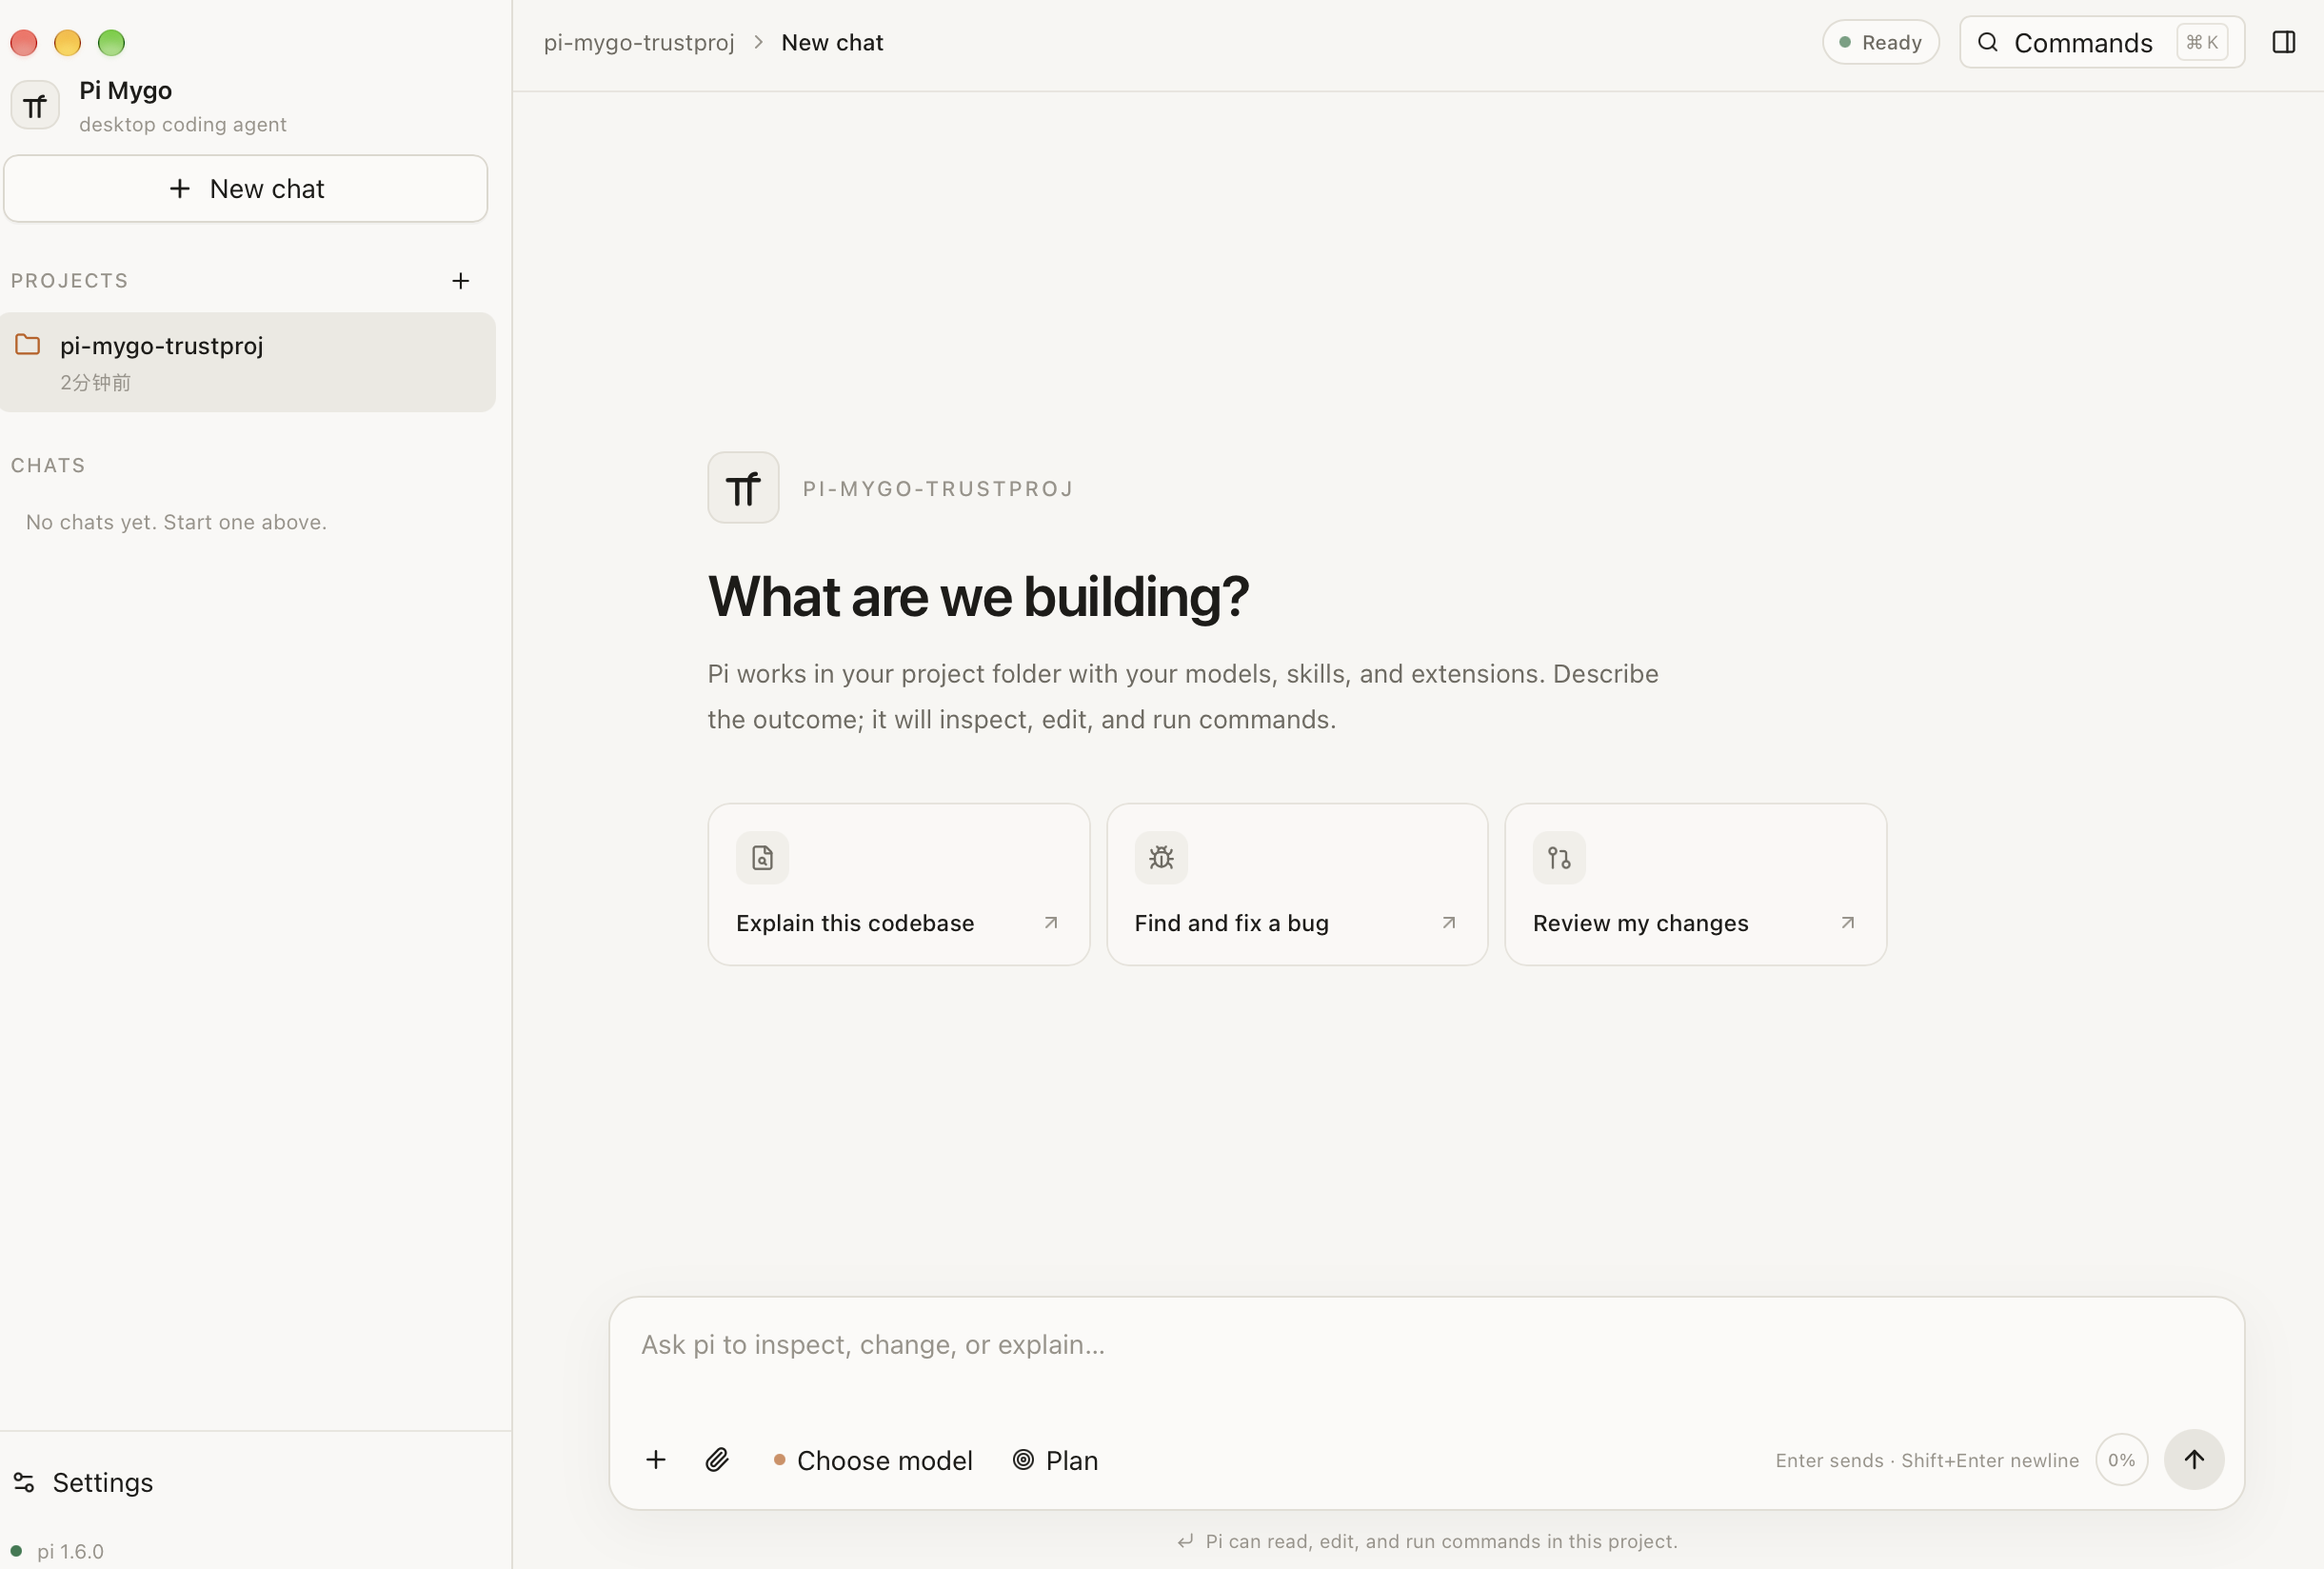 Pi Mygo
desktop coding agent
New chat
PROJECTS
pi-mygo-trustproj
2分钟前
CHATS
No chats yet. Start one above.
Settings
pi 1.6.0
pi-mygo-trustproj > New chat
Ready
Commands ⌘ K
PI-MYGO-TRUSTPROJ
What are we building?
Pi works in your project folder with your models, skills, and extensions. Describe
the outcome; it will inspect, edit, and run commands.
Explain this codebase
Find and fix a bug
Review my changes
Ask pi to inspect, change, or explain...
Choose model
Plan
Enter sends · Shift+Enter newline
0%
Pi can read, edit, and run commands in this project.